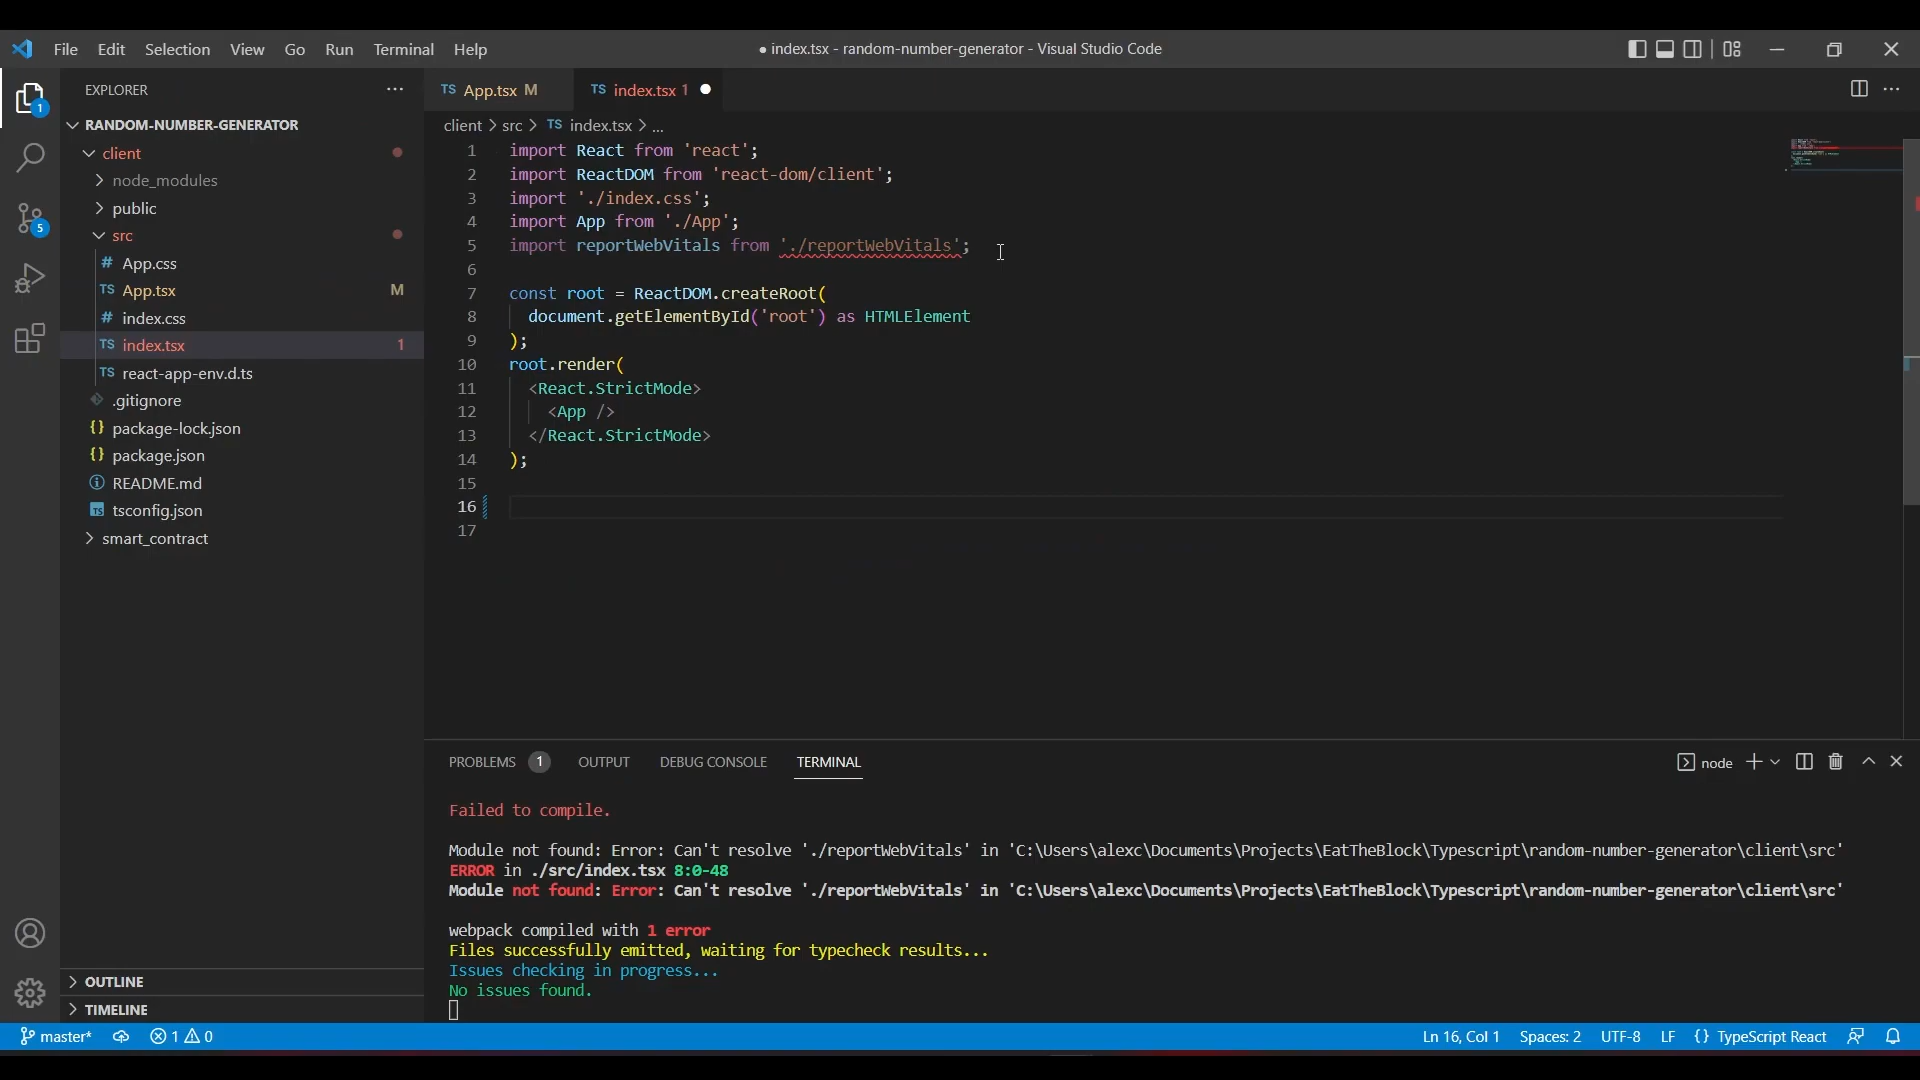 File Edit Selection View Go Run Terminal Help
● index.tsx - random-number-generator - Visual Studio Code
EXPLORER
TS App.tsx M
TS index.tsx 1
RANDOM-NUMBER-GENERATOR
client > src > TS index.tsx > ...
client
node_modules
public
src
# App.css
TS App.tsx M
# index.css
TS index.tsx 1
TS react-app-env.d.ts
.gitignore
{} package-lock.json
{} package.json
README.md
TS tsconfig.json
smart_contract
OUTLINE
TIMELINE
1
5
1 import React from 'react';
2 import ReactDOM from 'react-dom/client';
3 import './index.css';
4 import App from './App';
5 import reportWebVitals from './reportWebVitals';
6
7 const root = ReactDOM.createRoot(
8 document.getElementById('root') as HTMLElement
9 );
10 root.render(
11 <React.StrictMode>
12 <App />
13 </React.StrictMode>
14 );
15
16
17
PROBLEMS 1 OUTPUT DEBUG CONSOLE TERMINAL
node
Failed to compile.
Module not found: Error: Can't resolve './reportWebVitals' in 'C:\Users\alexc\Documents\Projects\EatTheBlock\Typescript\random-number-generator\client\src'
ERROR in ./src/index.tsx 8:0-48
Module not found: Error: Can't resolve './reportWebVitals' in 'C:\Users\alexc\Documents\Projects\EatTheBlock\Typescript\random-number-generator\client\src'
webpack compiled with 1 error
Files successfully emitted, waiting for typecheck results...
Issues checking in progress...
No issues found.
master* 1 0
Ln 16, Col 1 Spaces: 2 UTF-8 LF {} TypeScript React